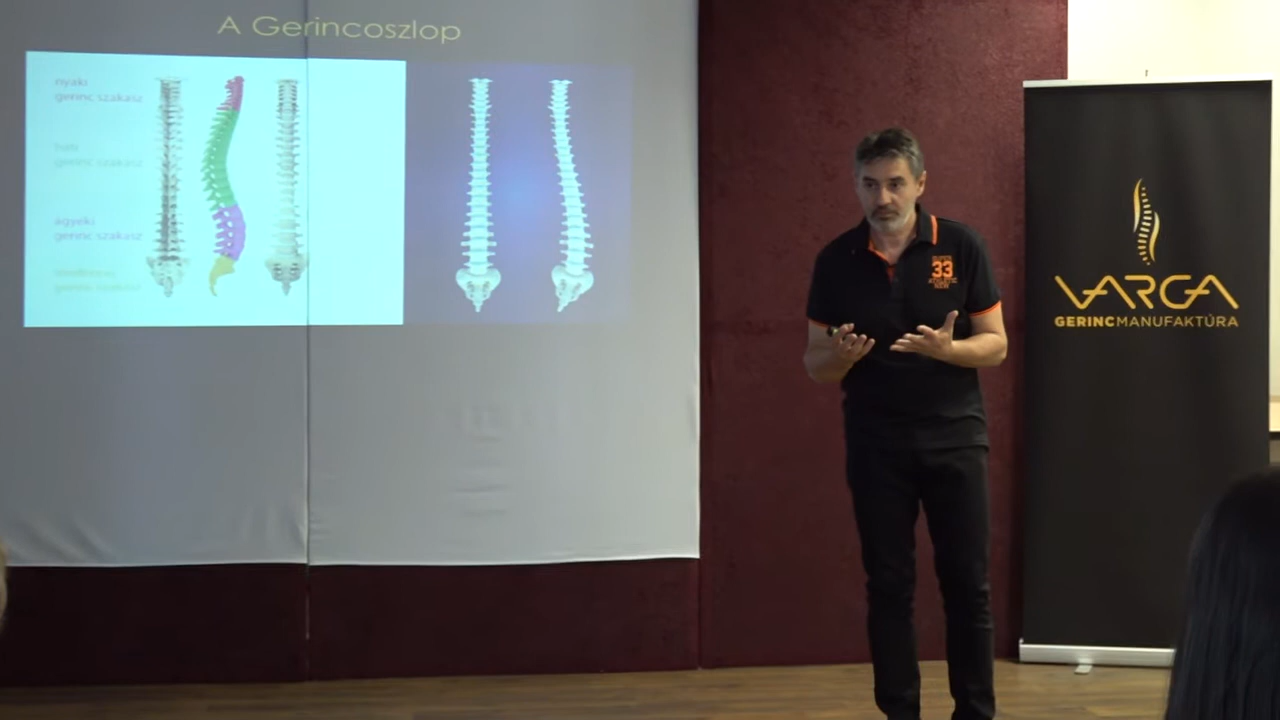 A Gerincoszlop
nyaki
gerinc szakasz
háti
gerinc szakasz
ágyéki
gerinc szakasz
33
VARGA
GERINCMANUFAKTÚRA